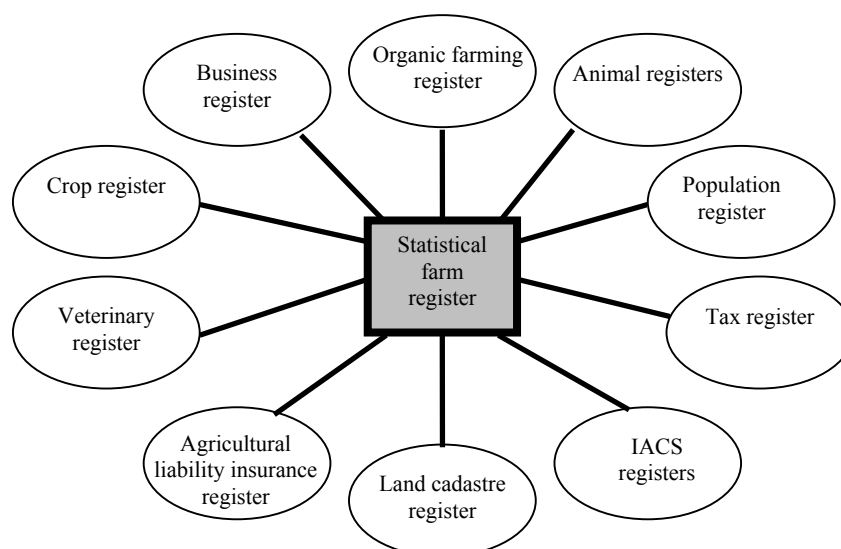 Organic farming
register
Business
register
Animal registers
Crop register
Population
register
Statistical
farm
register
Veterinary
register
Tax register
Agricultural
liability insurance
register
Land cadastre
register
IACS
registers